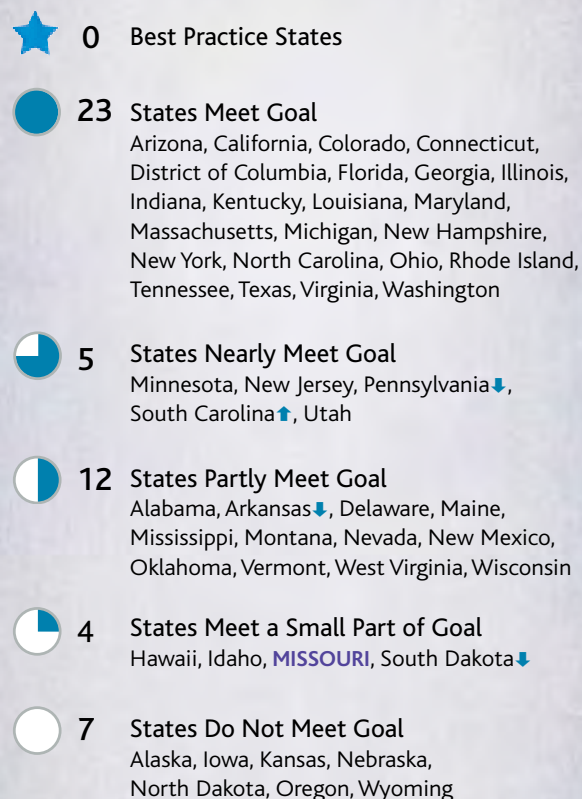 0 Best Practice States
23 States Meet Goal
Arizona, California, Colorado, Connecticut,
District of Columbia, Florida, Georgia, Illinois,
Indiana, Kentucky, Louisiana, Maryland,
Massachusetts, Michigan, New Hampshire,
New York, North Carolina, Ohio, Rhode Island,
Tennessee, Texas, Virginia, Washington
5 States Nearly Meet Goal
Minnesota, New Jersey, Pennsylvania⬇,
South Carolina⬆, Utah
12 States Partly Meet Goal
Alabama, Arkansas⬇, Delaware, Maine,
Mississippi, Montana, Nevada, New Mexico,
Oklahoma, Vermont, West Virginia, Wisconsin
4 States Meet a Small Part of Goal
Hawaii, Idaho, MISSOURI, South Dakota⬇
7 States Do Not Meet Goal
Alaska, Iowa, Kansas, Nebraska,
North Dakota, Oregon, Wyoming